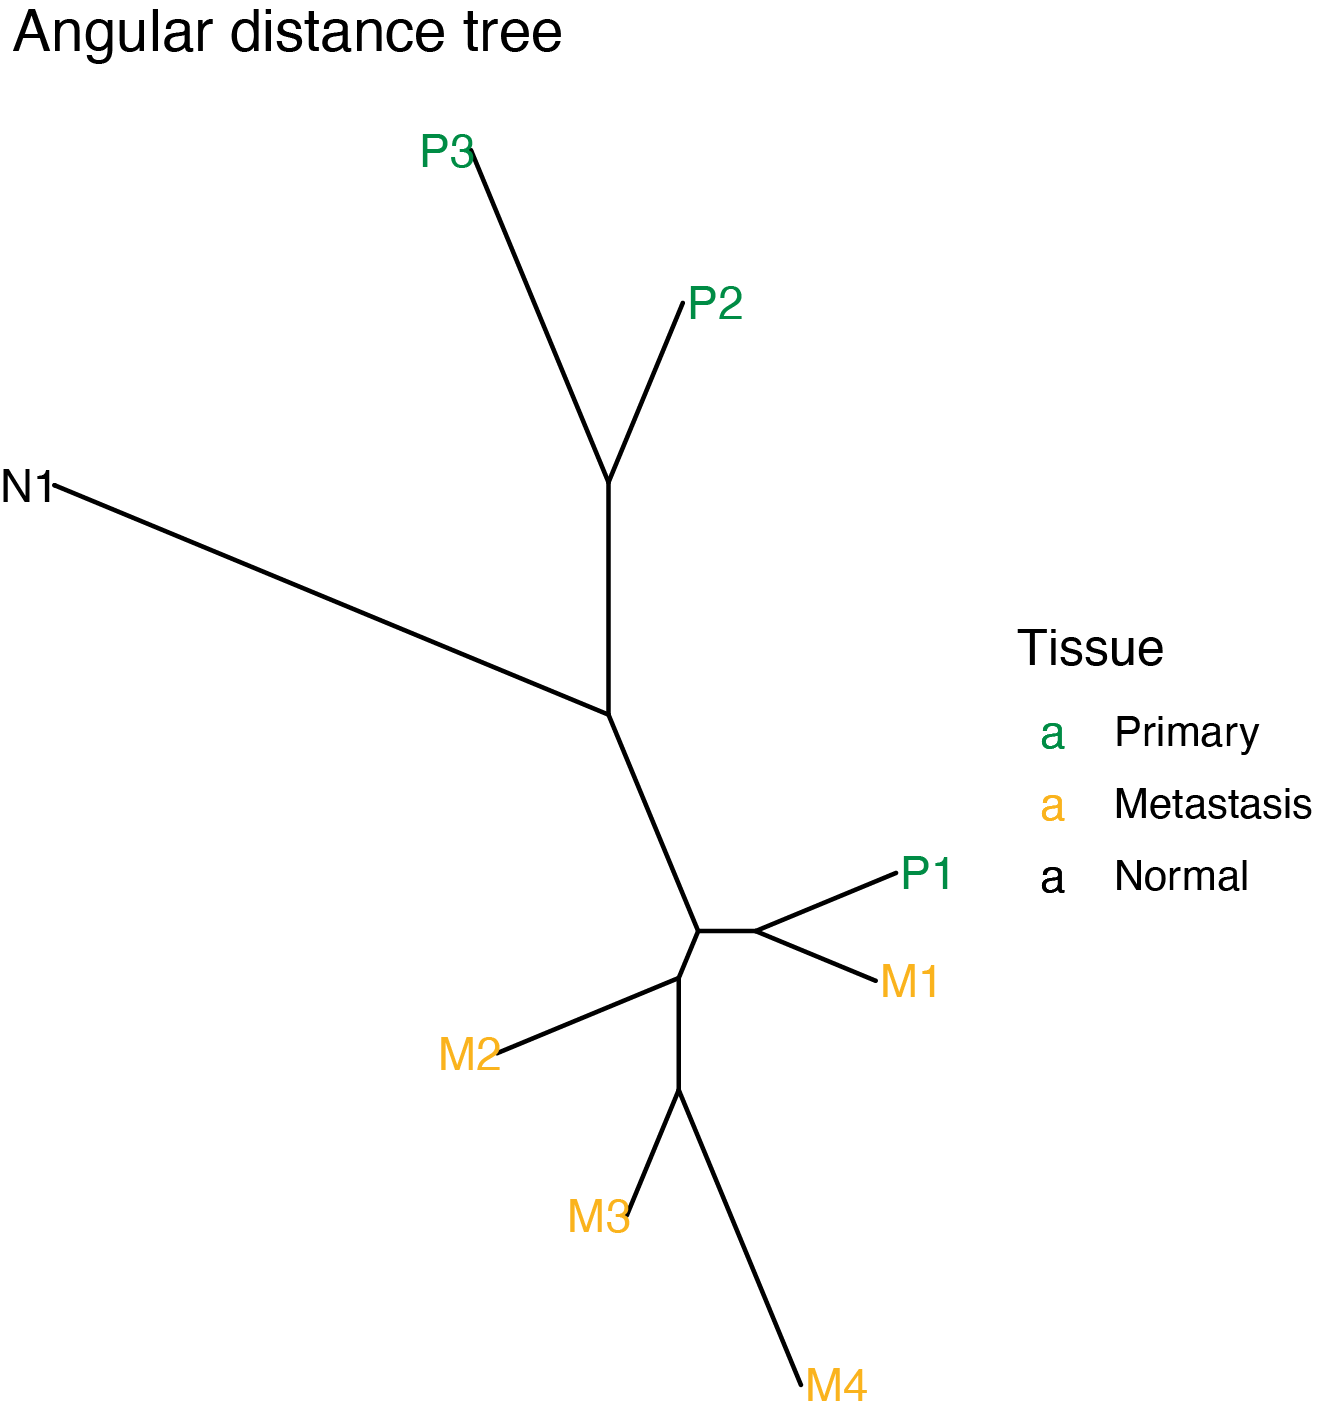 Angular distance tree
P3
P2
N1
Tissue
a Primary
a Metastasis
a Normal
P1
M1
M2
M3
M4